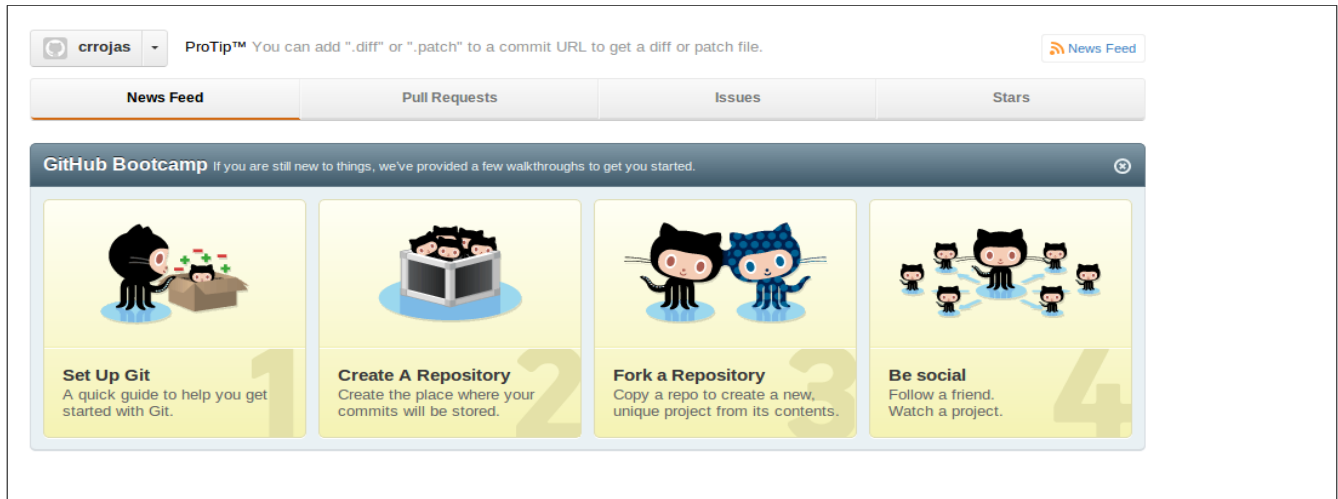 crrojas ProTip™ You can add ".diff" or ".patch" to a commit URL to get a diff or patch file. News Feed
News Feed Pull Requests Issues Stars
GitHub Bootcamp If you are still new to things, we've provided a few walkthroughs to get you started.
1
Set Up Git
A quick guide to help you get
started with Git.
2
Create A Repository
Create the place where your
commits will be stored.
3
Fork a Repository
Copy a repo to create a new,
unique project from its contents.
4
Be social
Follow a friend.
Watch a project.